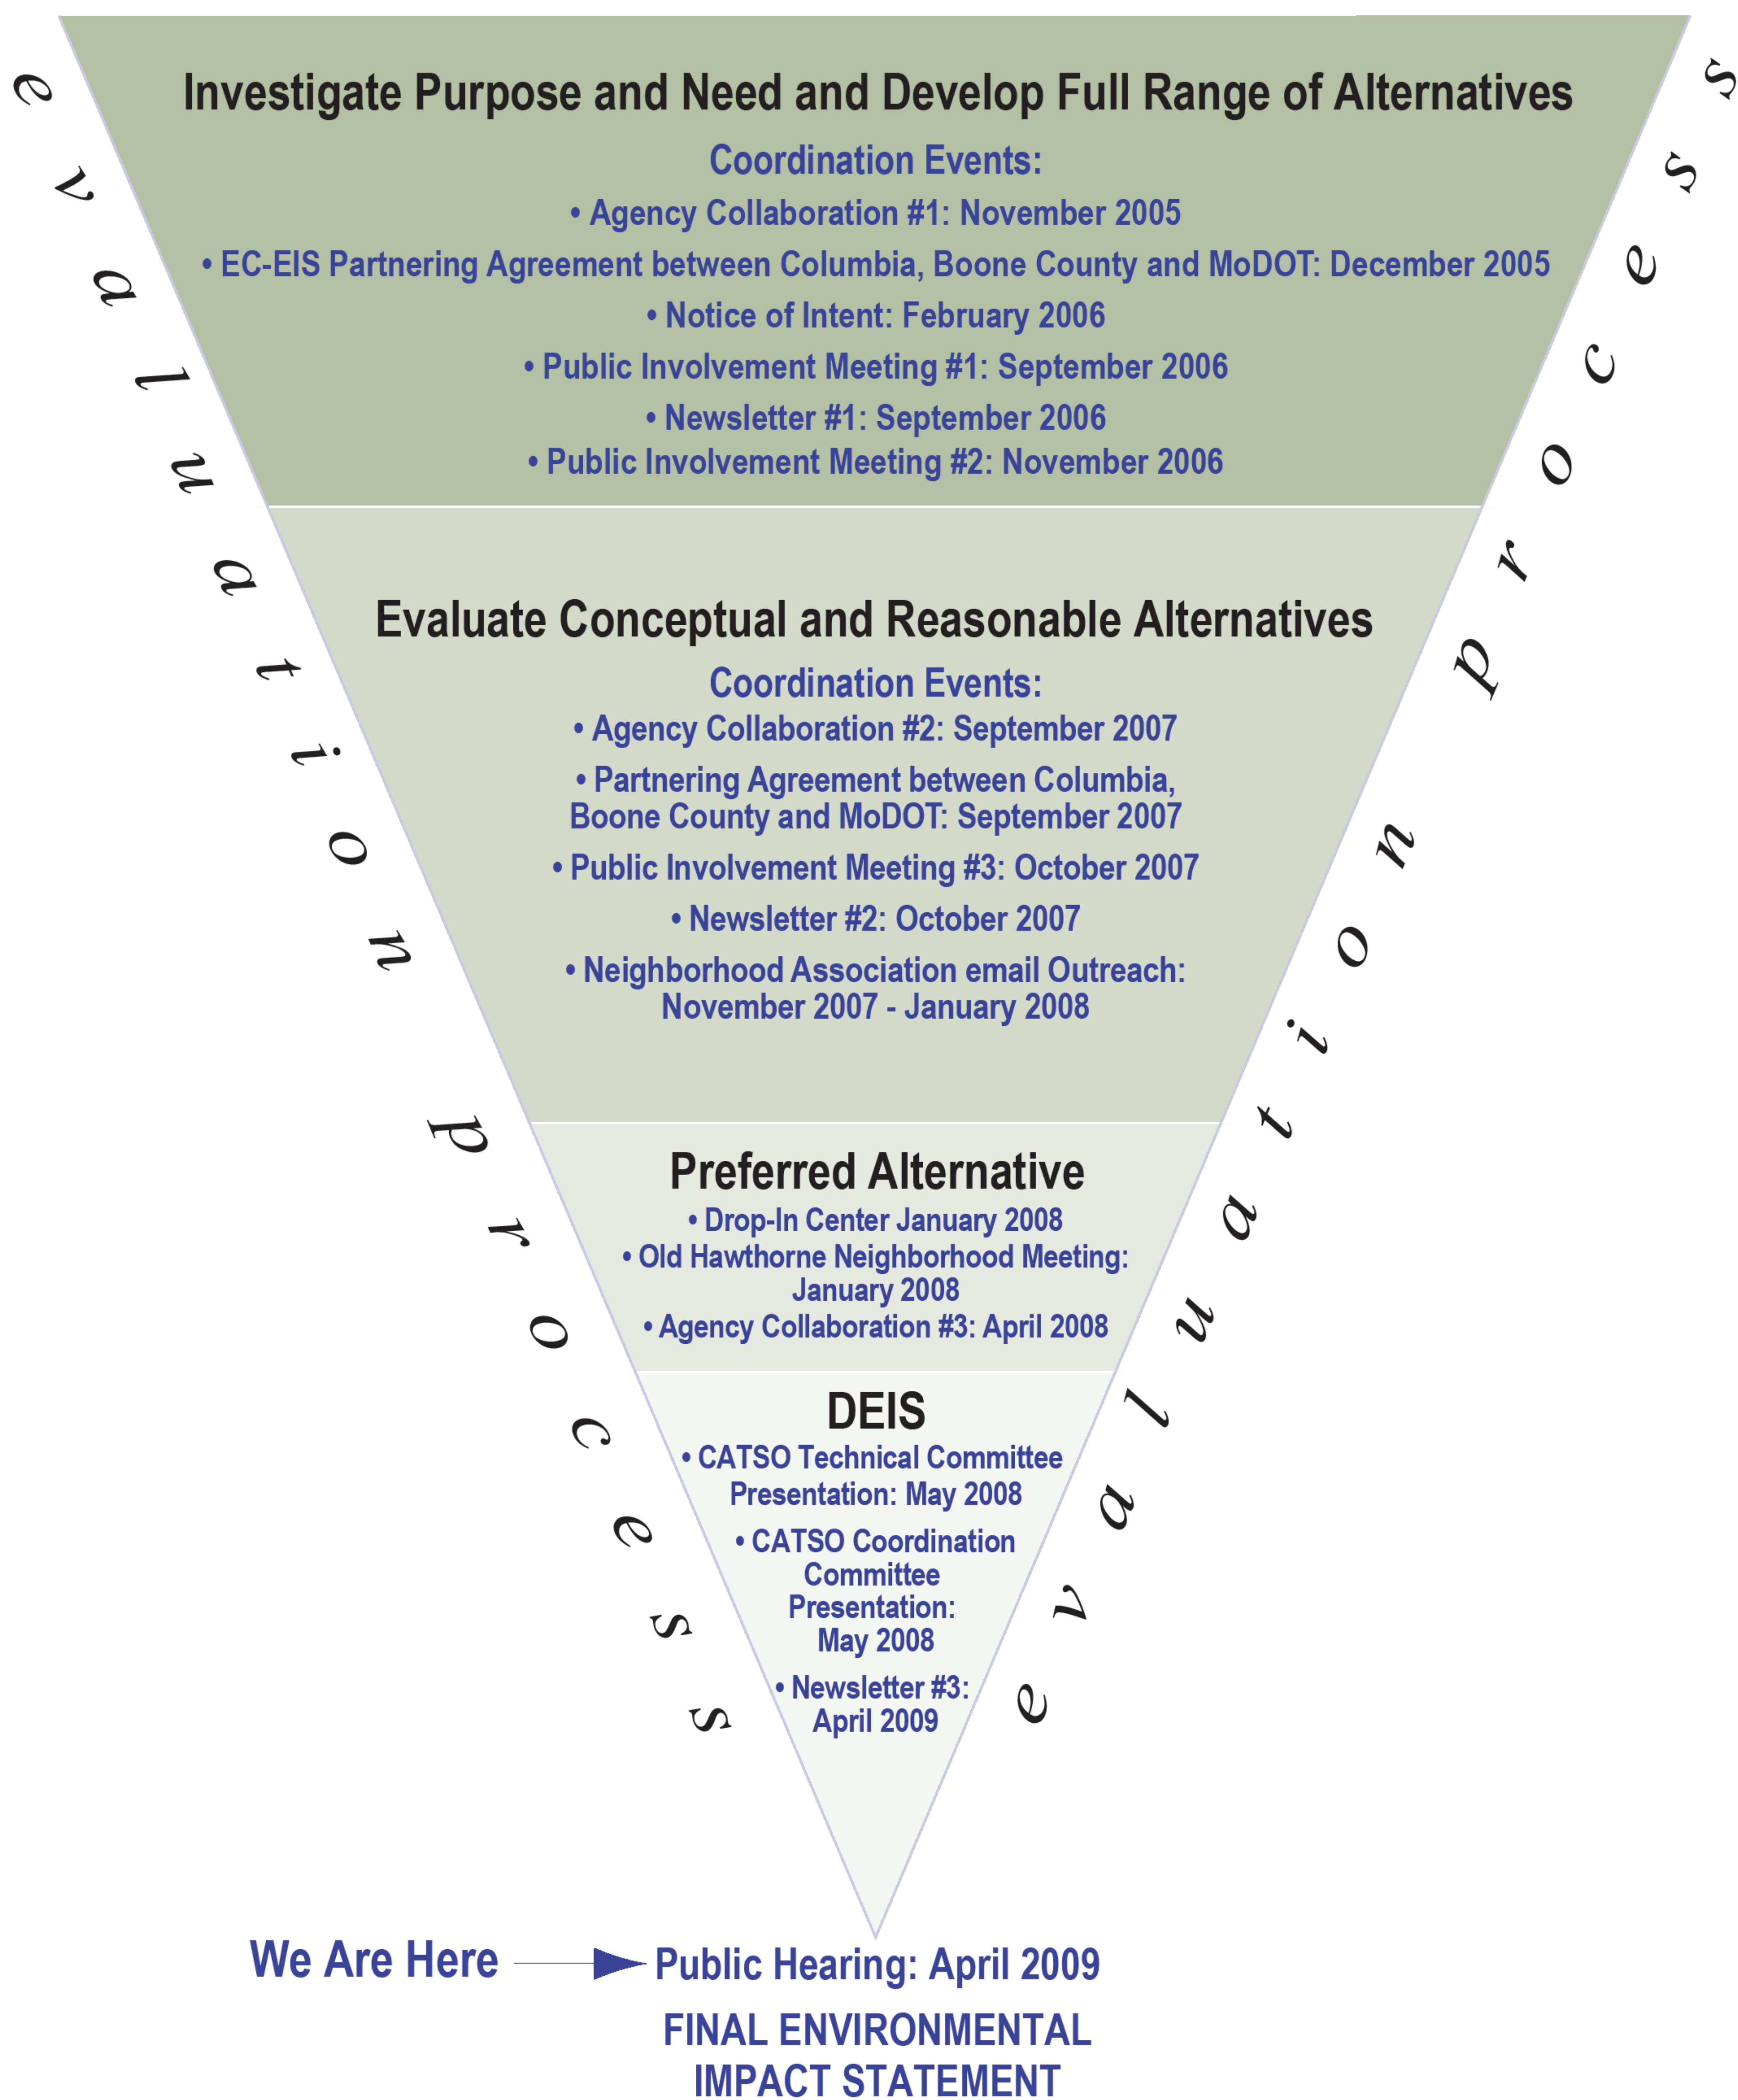 evaluation process
evaluation process
Investigate Purpose and Need and Develop Full Range of Alternatives
Coordination Events:
• Agency Collaboration #1: November 2005
• EC-EIS Partnering Agreement between Columbia, Boone County and MoDOT: December 2005
• Notice of Intent: February 2006
• Public Involvement Meeting #1: September 2006
• Newsletter #1: September 2006
• Public Involvement Meeting #2: November 2006
Evaluate Conceptual and Reasonable Alternatives
Coordination Events:
• Agency Collaboration #2: September 2007
• Partnering Agreement between Columbia,
Boone County and MoDOT: September 2007
• Public Involvement Meeting #3: October 2007
• Newsletter #2: October 2007
• Neighborhood Association email Outreach:
November 2007 - January 2008
Preferred Alternative
• Drop-In Center January 2008
• Old Hawthorne Neighborhood Meeting:
January 2008
• Agency Collaboration #3: April 2008
DEIS
• CATSO Technical Committee
Presentation: May 2008
• CATSO Coordination
Committee
Presentation:
May 2008
• Newsletter #3:
April 2009
We Are Here
Public Hearing: April 2009
FINAL ENVIRONMENTAL
IMPACT STATEMENT